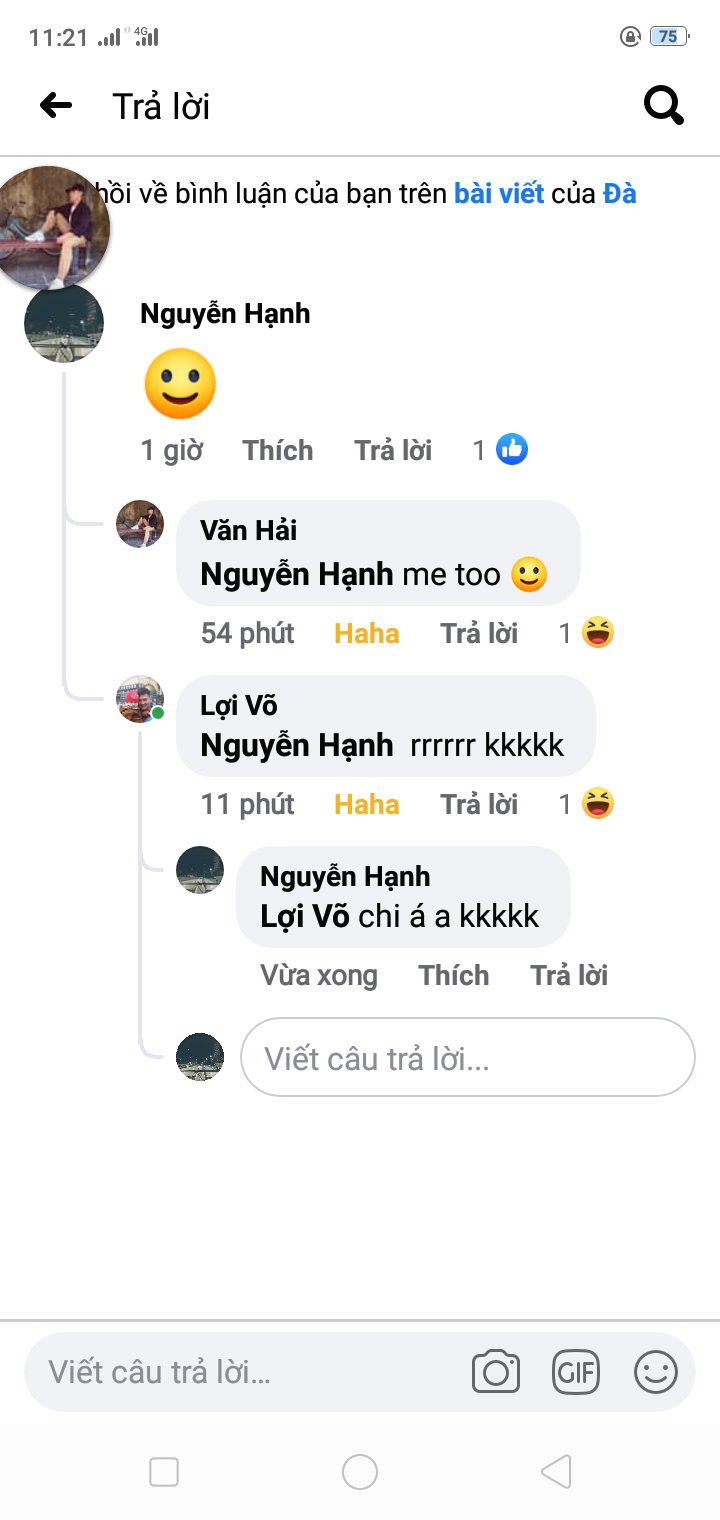 11:21 4G 75
Trả lời
hồi về bình luận của bạn trên bài viết của Đà
Nguyễn Hạnh
🙂
1 giờ Thích Trả lời 1
Văn Hải
Nguyễn Hạnh me too 🙂
54 phút Haha Trả lời 1
Lợi Võ
Nguyễn Hạnh rrrrrr kkkkk
11 phút Haha Trả lời 1
Nguyễn Hạnh
Lợi Võ chi á a kkkkk
Vừa xong Thích Trả lời
Viết câu trả lời...
Viết câu trả lời...
GIF